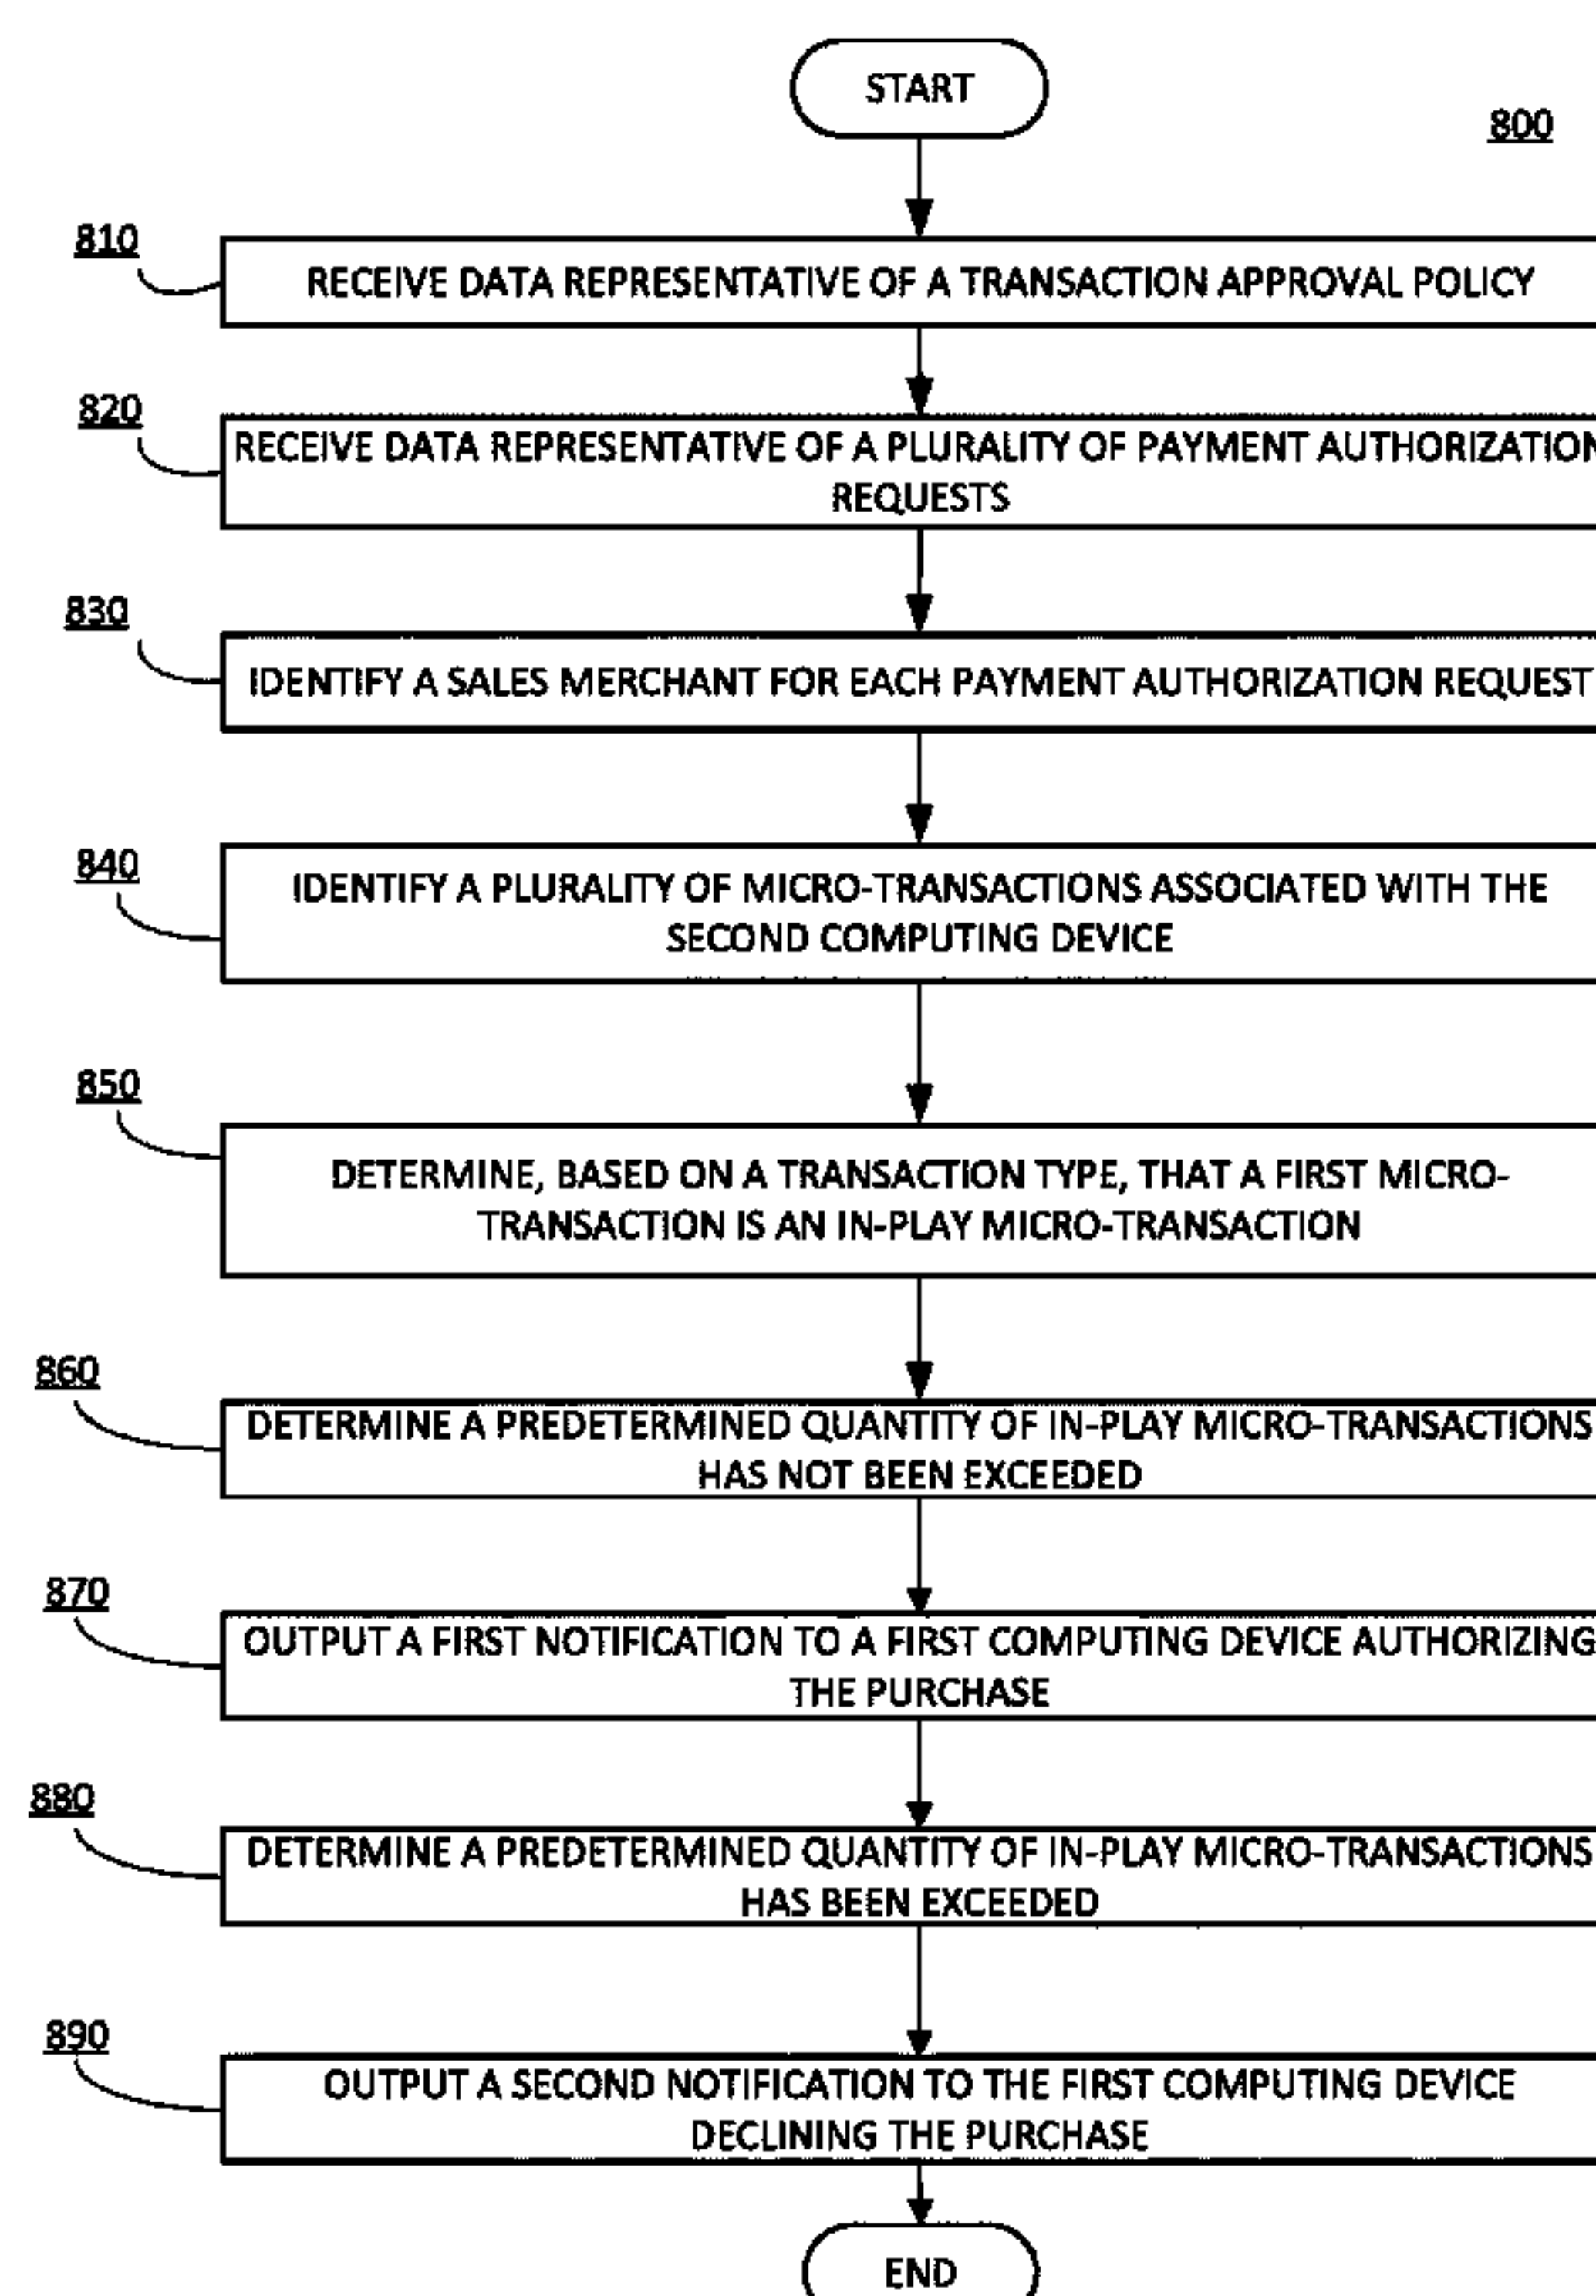 START
800
810
RECEIVE DATA REPRESENTATIVE OF A TRANSACTION APPROVAL POLICY
820
RECEIVE DATA REPRESENTATIVE OF A PLURALITY OF PAYMENT AUTHORIZATION
REQUESTS
830
IDENTIFY A SALES MERCHANT FOR EACH PAYMENT AUTHORIZATION REQUEST
840
IDENTIFY A PLURALITY OF MICRO-TRANSACTIONS ASSOCIATED WITH THE
SECOND COMPUTING DEVICE
850
DETERMINE, BASED ON A TRANSACTION TYPE, THAT A FIRST MICRO-
TRANSACTION IS AN IN-PLAY MICRO-TRANSACTION
860
DETERMINE A PREDETERMINED QUANTITY OF IN-PLAY MICRO-TRANSACTIONS
HAS NOT BEEN EXCEEDED
870
OUTPUT A FIRST NOTIFICATION TO A FIRST COMPUTING DEVICE AUTHORIZING
THE PURCHASE
880
DETERMINE A PREDETERMINED QUANTITY OF IN-PLAY MICRO-TRANSACTIONS
HAS BEEN EXCEEDED
890
OUTPUT A SECOND NOTIFICATION TO THE FIRST COMPUTING DEVICE
DECLINING THE PURCHASE
END